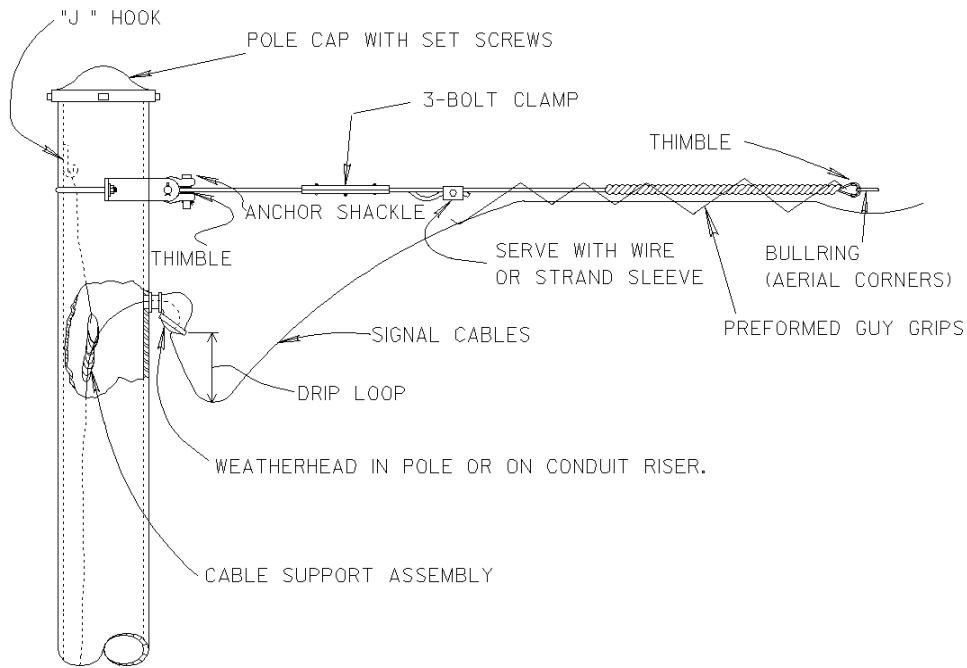 "J " HOOK
POLE CAP WITH SET SCREWS
3-BOLT CLAMP
THIMBLE
ANCHOR SHACKLE
THIMBLE
SERVE WITH WIRE
OR STRAND SLEEVE
BULLRING
(AERIAL CORNERS)
PREFORMED GUY GRIPS
SIGNAL CABLES
DRIP LOOP
WEATHERHEAD IN POLE OR ON CONDUIT RISER.
CABLE SUPPORT ASSEMBLY